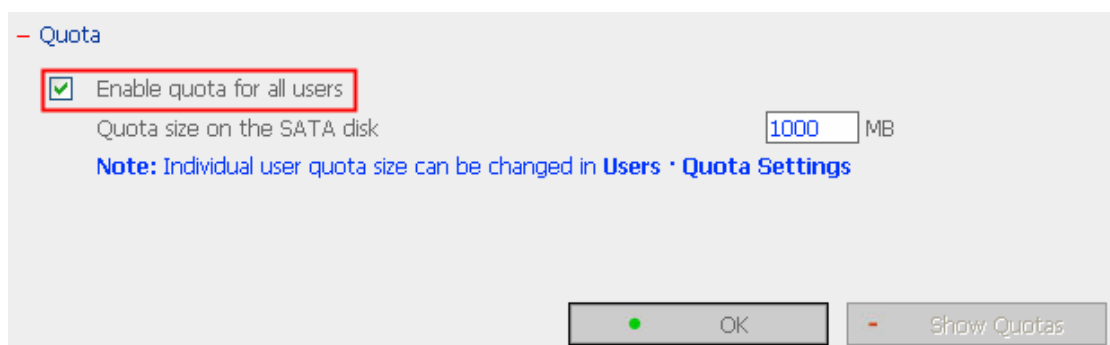 – Quota
Enable quota for all users
Quota size on the SATA disk 1000 MB
Note: Individual user quota size can be changed in Users · Quota Settings
OK
Show Quotas